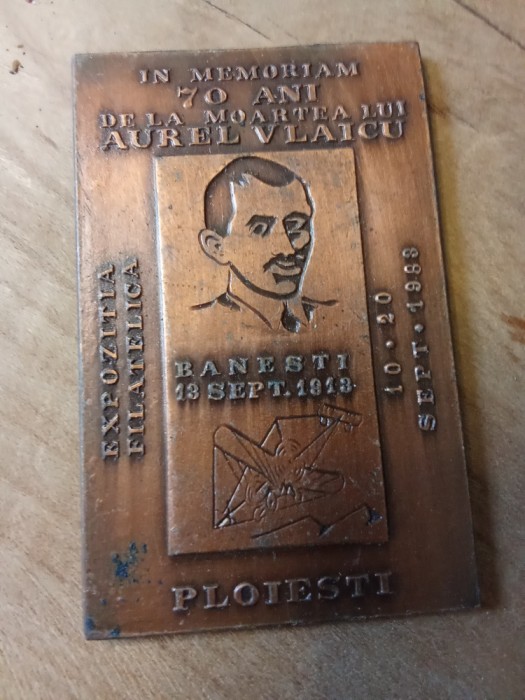 IN MEMORIAM
70 ANI
DE LA MOARTEA LUI
AUREL VLAICU
EXPOZITIA
FILATELICA
BANESTI
13 SEPT. 1913
10 • 20
SEPT • 1983
PLOIESTI